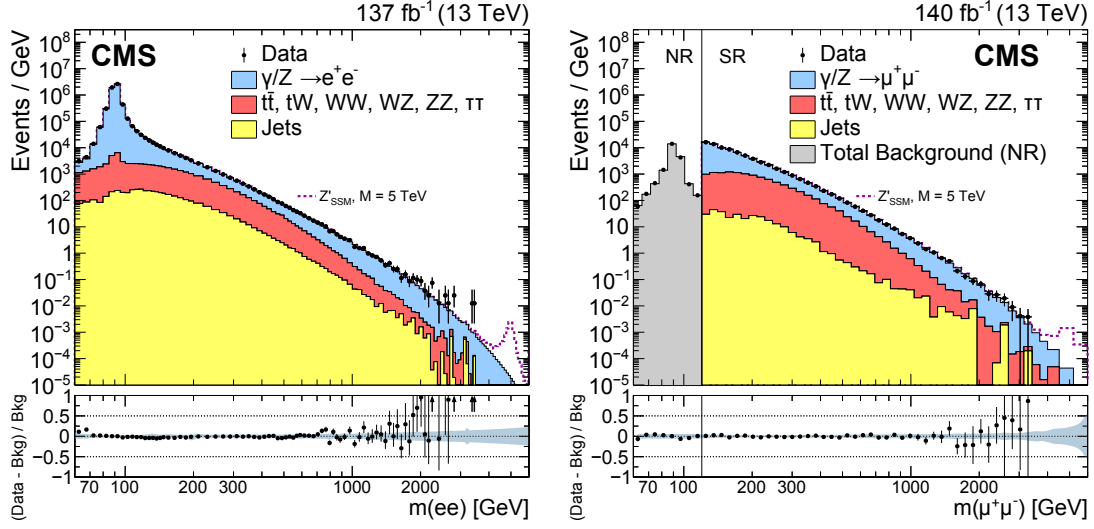 137 fb⁻¹ (13 TeV)
CMS
Data
γ/Z →e⁺e⁻
tt̄, tW, WW, WZ, ZZ, ττ
Jets
Z'SSM, M = 5 TeV
Events / GeV
10⁸
10⁷
10⁶
10⁵
10⁴
10³
10²
10
1
10⁻¹
10⁻²
10⁻³
10⁻⁴
10⁻⁵
(Data - Bkg) / Bkg
1
0.5
0
−0.5
−1
70 100 200 300 1000 2000
m(ee) [GeV]
140 fb⁻¹ (13 TeV)
NR SR
CMS
Data
γ/Z →μ⁺μ⁻
tt̄, tW, WW, WZ, ZZ, ττ
Jets
Total Background (NR)
Z'SSM, M = 5 TeV
Events / GeV
10⁸
10⁷
10⁶
10⁵
10⁴
10³
10²
10
1
10⁻¹
10⁻²
10⁻³
10⁻⁴
10⁻⁵
(Data - Bkg) / Bkg
1
0.5
0
−0.5
−1
70 100 200 300 1000 2000
m(μ⁺μ⁻) [GeV]